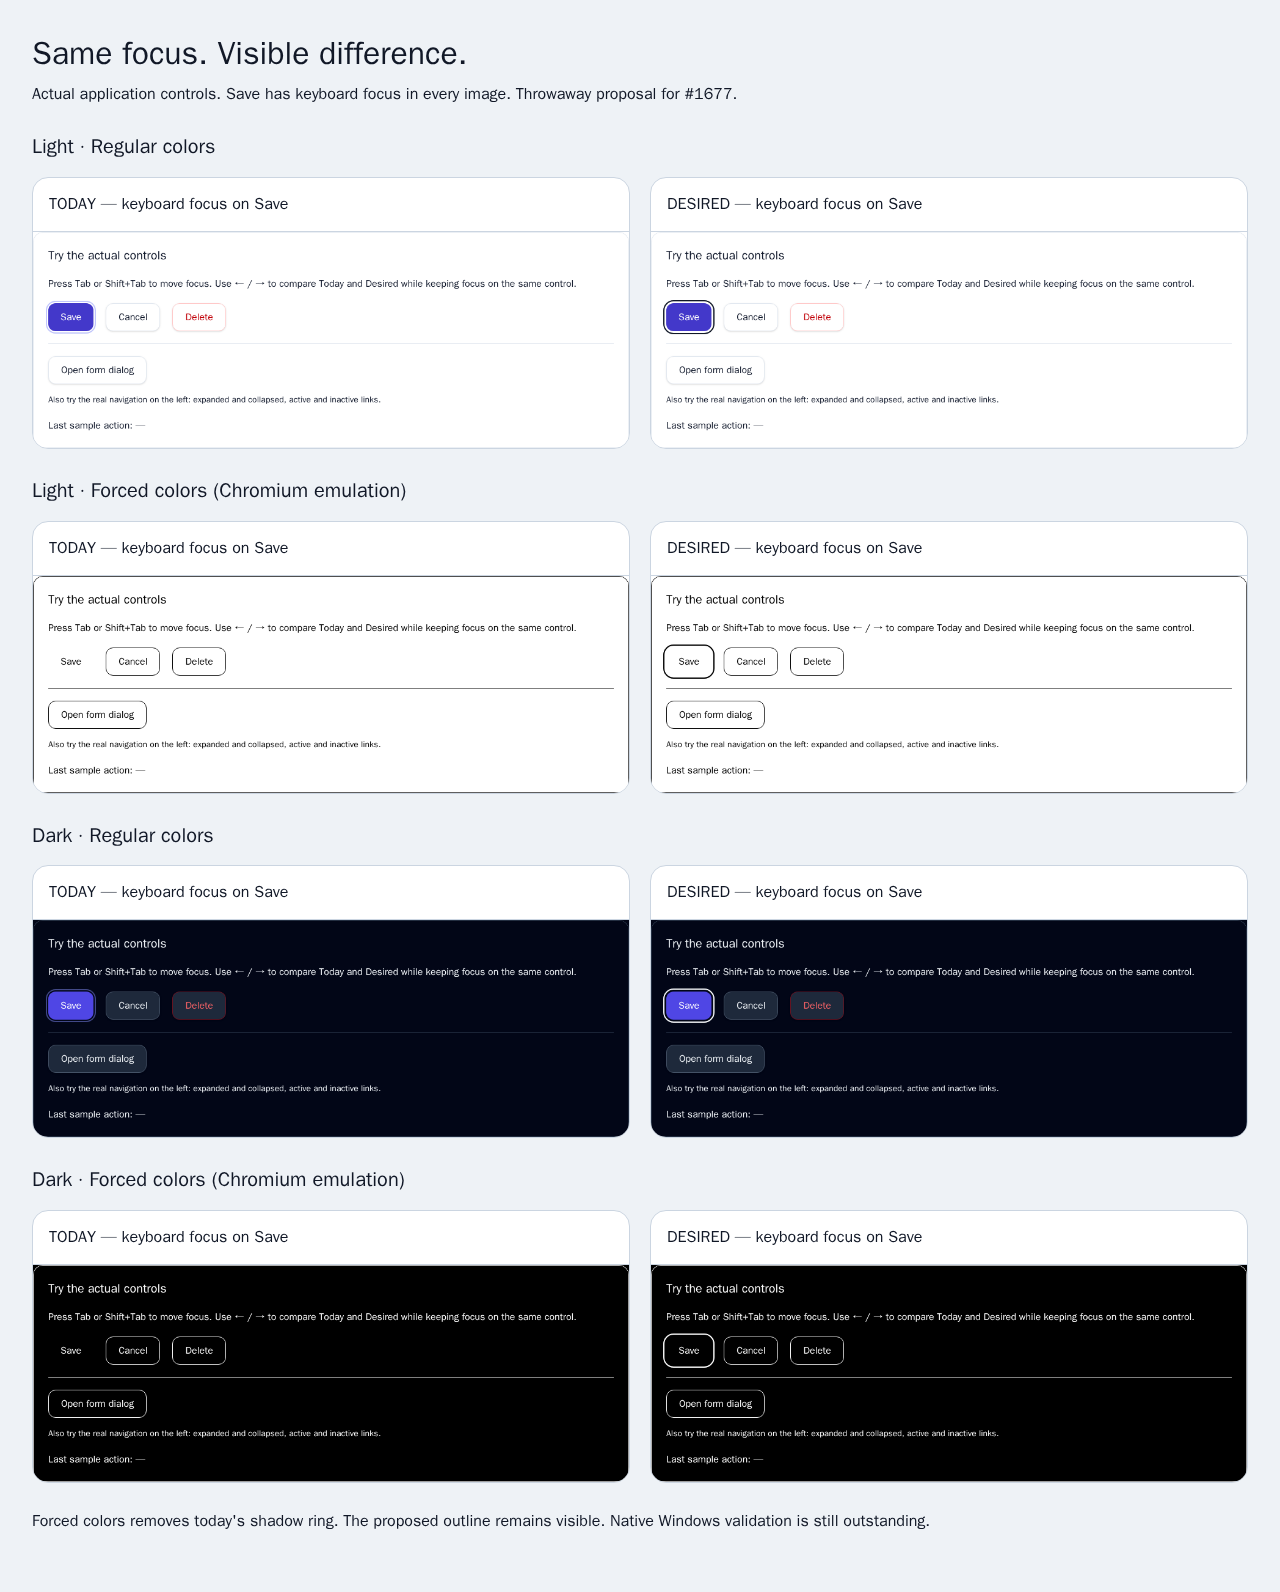 Same focus. Visible difference.
Actual application controls. Save has keyboard focus in every image. Throwaway proposal for #1677.
Light · Regular colors
TODAY — keyboard focus on Save
Try the actual controls
Press Tab or Shift+Tab to move focus. Use ← / → to compare Today and Desired while keeping focus on the same control.
Save Cancel Delete
Open form dialog
Also try the real navigation on the left: expanded and collapsed, active and inactive links.
Last sample action: —
DESIRED — keyboard focus on Save
Try the actual controls
Press Tab or Shift+Tab to move focus. Use ← / → to compare Today and Desired while keeping focus on the same control.
Save Cancel Delete
Open form dialog
Also try the real navigation on the left: expanded and collapsed, active and inactive links.
Last sample action: —
Light · Forced colors (Chromium emulation)
TODAY — keyboard focus on Save
Try the actual controls
Press Tab or Shift+Tab to move focus. Use ← / → to compare Today and Desired while keeping focus on the same control.
Save Cancel Delete
Open form dialog
Also try the real navigation on the left: expanded and collapsed, active and inactive links.
Last sample action: —
DESIRED — keyboard focus on Save
Try the actual controls
Press Tab or Shift+Tab to move focus. Use ← / → to compare Today and Desired while keeping focus on the same control.
Save Cancel Delete
Open form dialog
Also try the real navigation on the left: expanded and collapsed, active and inactive links.
Last sample action: —
Dark · Regular colors
TODAY — keyboard focus on Save
Try the actual controls
Press Tab or Shift+Tab to move focus. Use ← / → to compare Today and Desired while keeping focus on the same control.
Save Cancel Delete
Open form dialog
Also try the real navigation on the left: expanded and collapsed, active and inactive links.
Last sample action: —
DESIRED — keyboard focus on Save
Try the actual controls
Press Tab or Shift+Tab to move focus. Use ← / → to compare Today and Desired while keeping focus on the same control.
Save Cancel Delete
Open form dialog
Also try the real navigation on the left: expanded and collapsed, active and inactive links.
Last sample action: —
Dark · Forced colors (Chromium emulation)
TODAY — keyboard focus on Save
Try the actual controls
Press Tab or Shift+Tab to move focus. Use ← / → to compare Today and Desired while keeping focus on the same control.
Save Cancel Delete
Open form dialog
Also try the real navigation on the left: expanded and collapsed, active and inactive links.
Last sample action: —
DESIRED — keyboard focus on Save
Try the actual controls
Press Tab or Shift+Tab to move focus. Use ← / → to compare Today and Desired while keeping focus on the same control.
Save Cancel Delete
Open form dialog
Also try the real navigation on the left: expanded and collapsed, active and inactive links.
Last sample action: —
Forced colors removes today's shadow ring. The proposed outline remains visible. Native Windows validation is still outstanding.